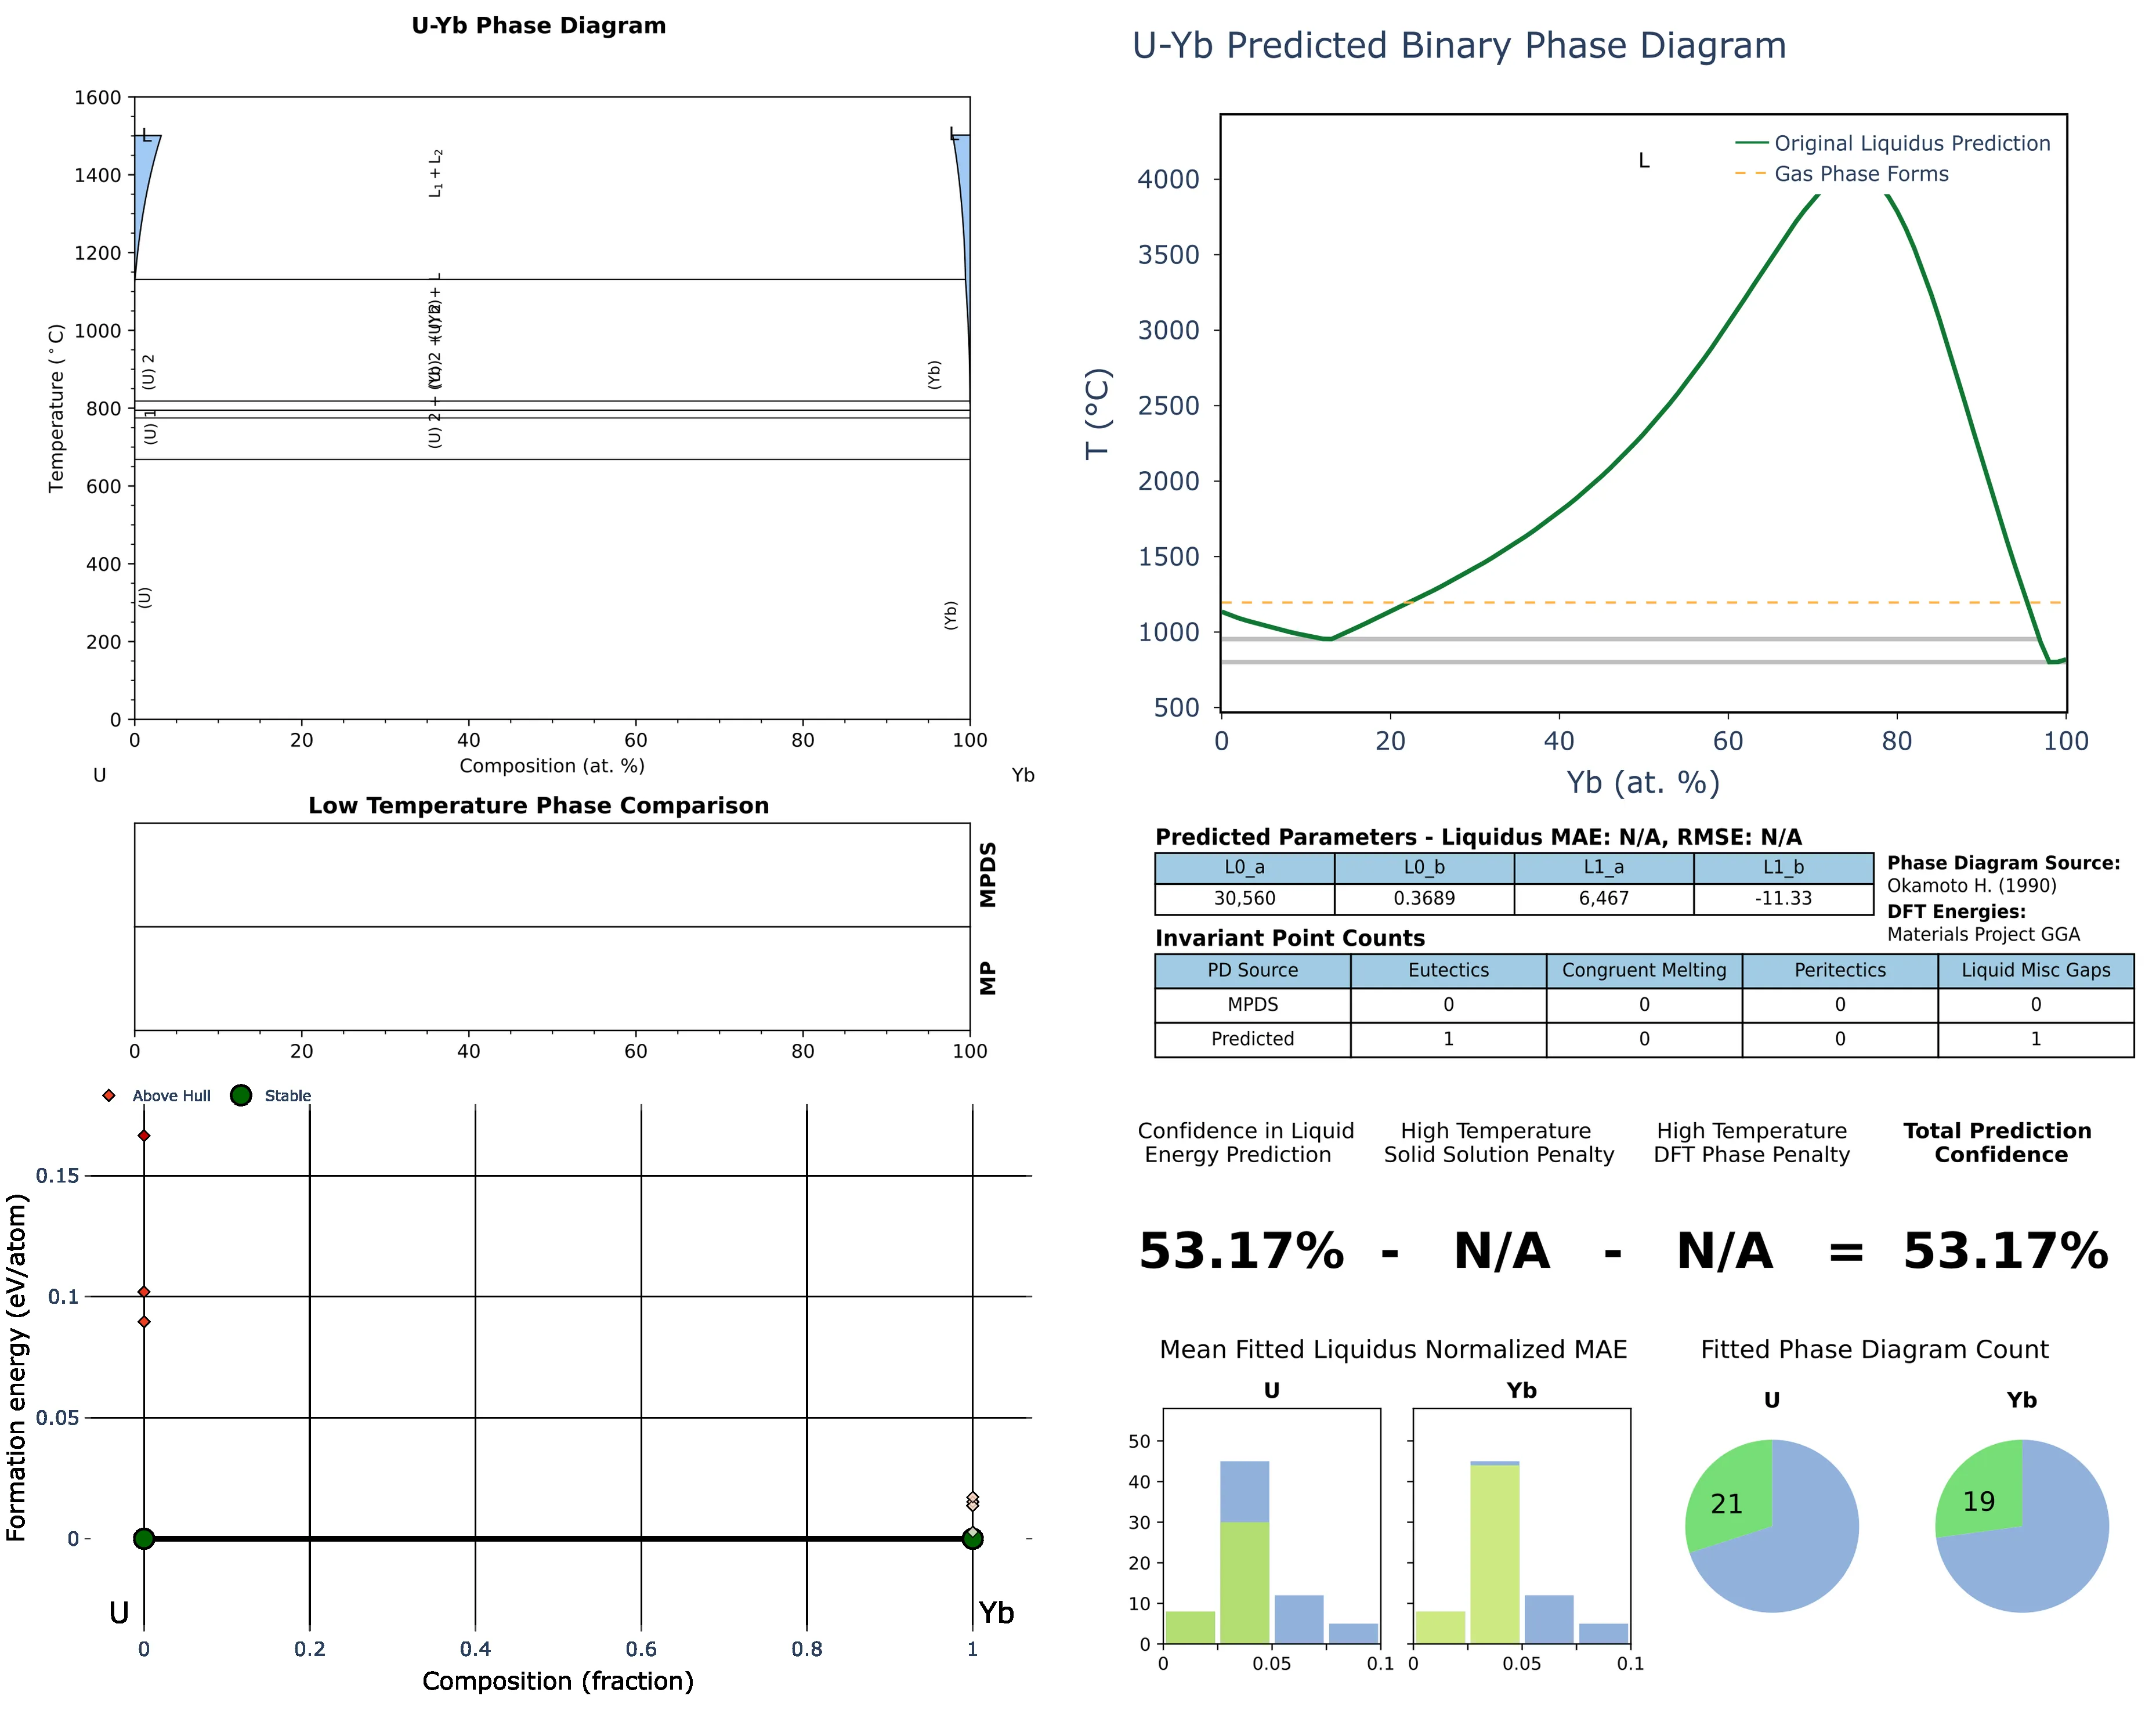 U-Yb Phase Diagram
1600
1400
1200
1000
800
600
400
200
0
Temperature (°C)
L
L
L₁ + L₂
(U) 2
(Yb)
(U) 1
(U)
(Yb)
0 20 40 60 80 100
Composition (at. %)
U
Yb
Low Temperature Phase Comparison
MPDS
MP
0 20 40 60 80 100
Above Hull
Stable
0.15
0.1
0.05
0
Formation energy (eV/atom)
U
Yb
0 0.2 0.4 0.6 0.8 1
Composition (fraction)
U-Yb Predicted Binary Phase Diagram
L
Original Liquidus Prediction
Gas Phase Forms
4000
3500
3000
2500
2000
1500
1000
500
T (°C)
0 20 40 60 80 100
Yb (at. %)
Predicted Parameters - Liquidus MAE: N/A, RMSE: N/A
L0_a L0_b L1_a L1_b
30,560 0.3689 6,467 -11.33
Phase Diagram Source:
Okamoto H. (1990)
DFT Energies:
Materials Project GGA
Invariant Point Counts
PD Source Eutectics Congruent Melting Peritectics Liquid Misc Gaps
MPDS 0 0 0 0
Predicted 1 0 0 1
Confidence in Liquid
Energy Prediction
High Temperature
Solid Solution Penalty
High Temperature
DFT Phase Penalty
Total Prediction
Confidence
53.17% - N/A - N/A = 53.17%
Mean Fitted Liquidus Normalized MAE
U
Yb
50
40
30
20
10
0
0 0.05 0.1
0 0.05 0.1
Fitted Phase Diagram Count
U
Yb
21
19